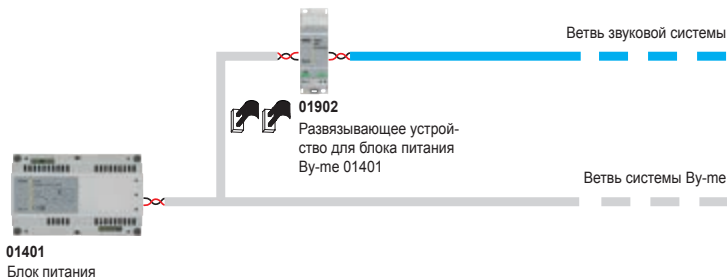 Ветвь звуковой системы
01902
Развязывающее устрой-
ство для блока питания
By-me 01401
Ветвь системы By-me
01401
Блок питания